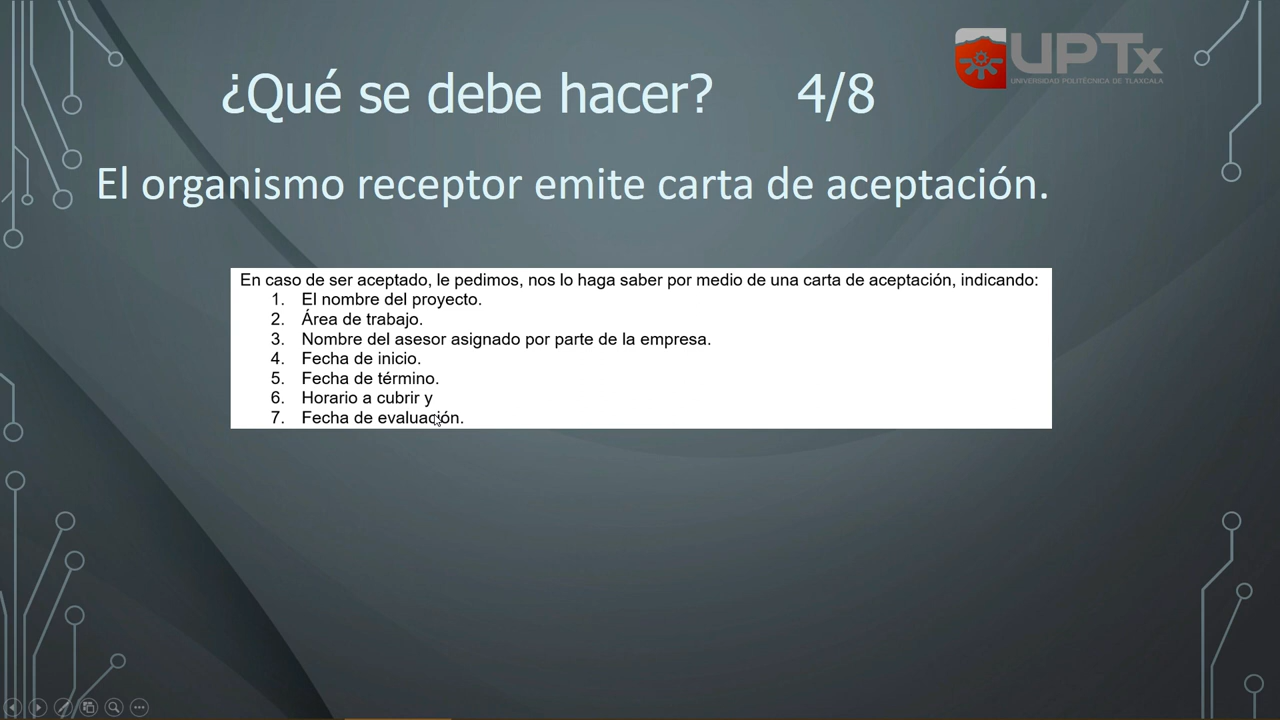 UPTx
UNIVERSIDAD POLITÉCNICA DE TLAXCALA
¿Qué se debe hacer? 4/8
El organismo receptor emite carta de aceptación.
En caso de ser aceptado, le pedimos, nos lo haga saber por medio de una carta de aceptación, indicando:
1. El nombre del proyecto.
2. Área de trabajo.
3. Nombre del asesor asignado por parte de la empresa.
4. Fecha de inicio.
5. Fecha de término.
6. Horario a cubrir y
7. Fecha de evaluación.